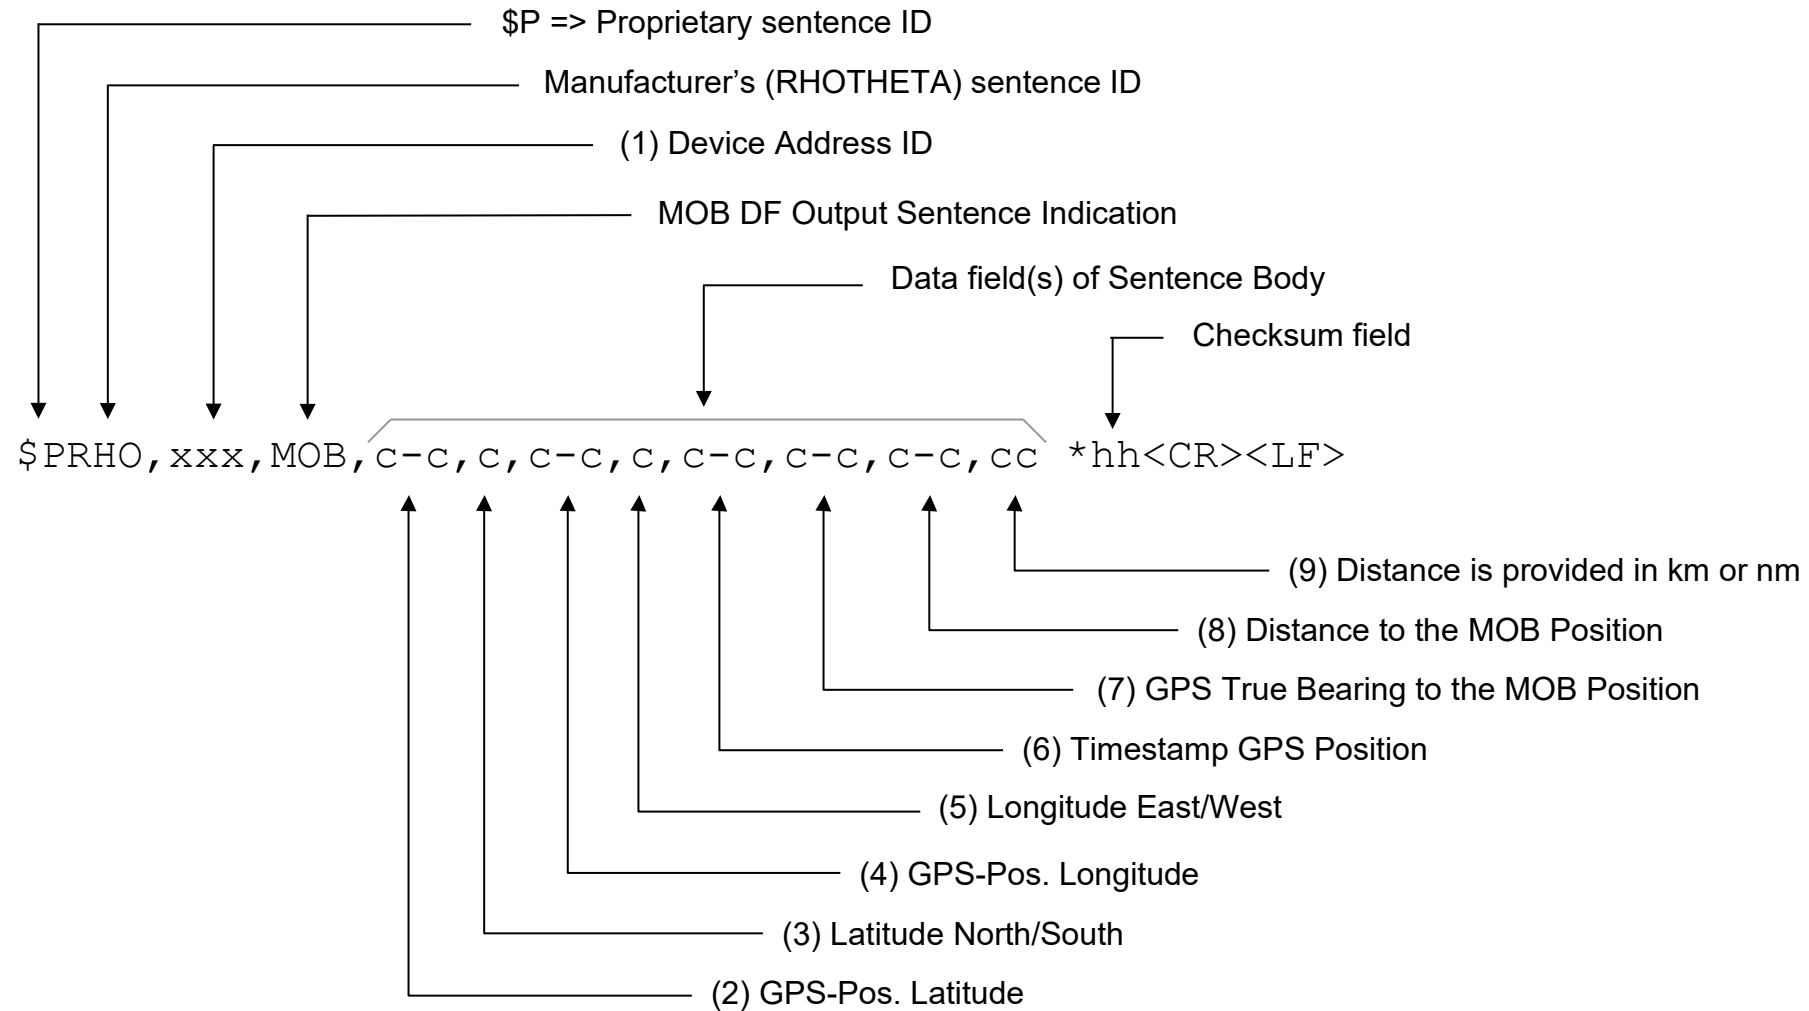 $P => Proprietary sentence ID
Manufacturer’s (RHOTHETA) sentence ID
(1) Device Address ID
MOB DF Output Sentence Indication
Data field(s) of Sentence Body
Checksum field
$PRHO,xxx,MOB,c-c,c,c-c,c,c-c,c-c,c-c,cc *hh<CR><LF>
(9) Distance is provided in km or nm
(8) Distance to the MOB Position
(7) GPS True Bearing to the MOB Position
(6) Timestamp GPS Position
(5) Longitude East/West
(4) GPS-Pos. Longitude
(3) Latitude North/South
(2) GPS-Pos. Latitude